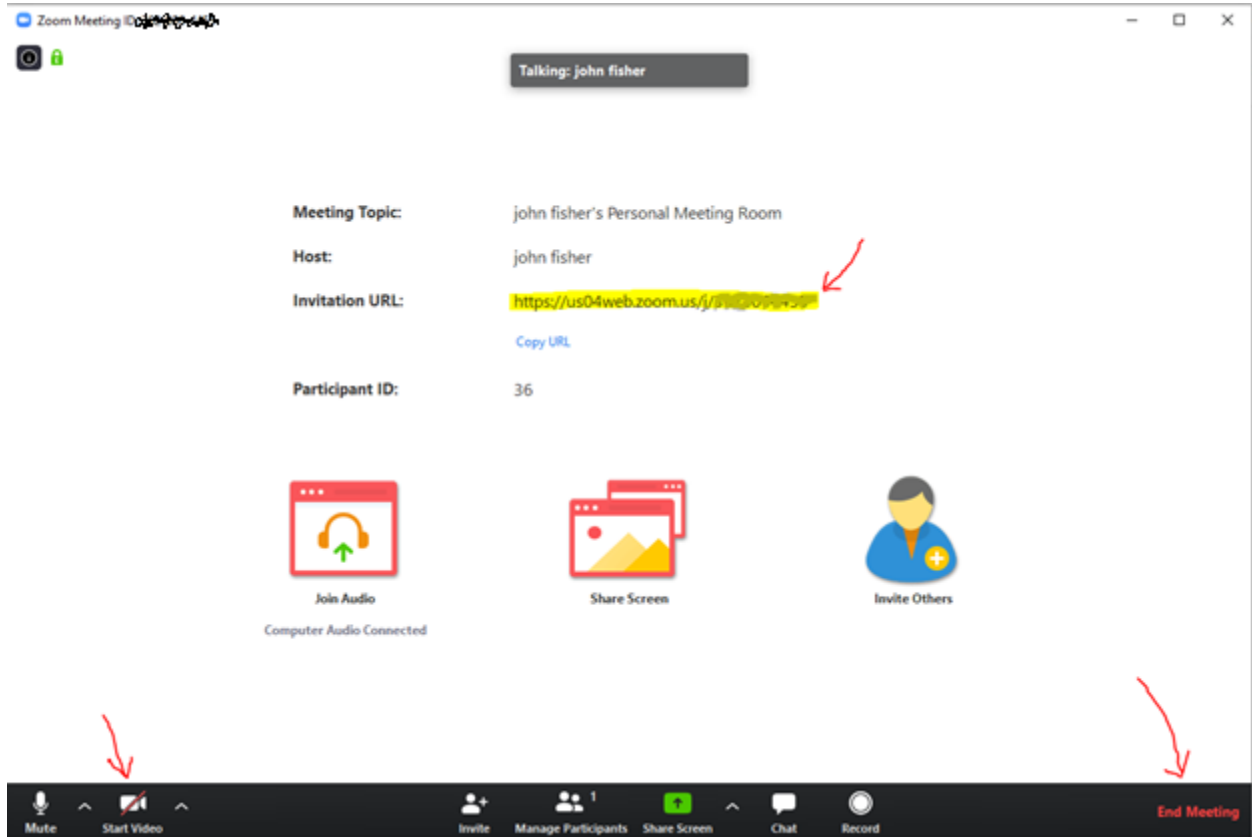 Zoom Meeting ID
Talking: john fisher
Meeting Topic: john fisher's Personal Meeting Room
Host: john fisher
Invitation URL: https://us04web.zoom.us/j/
Copy URL
Participant ID: 36
Join Audio Share Screen Invite Others
Computer Audio Connected
1
Mute Start Video Invite Manage Participants Share Screen Chat Record End Meeting